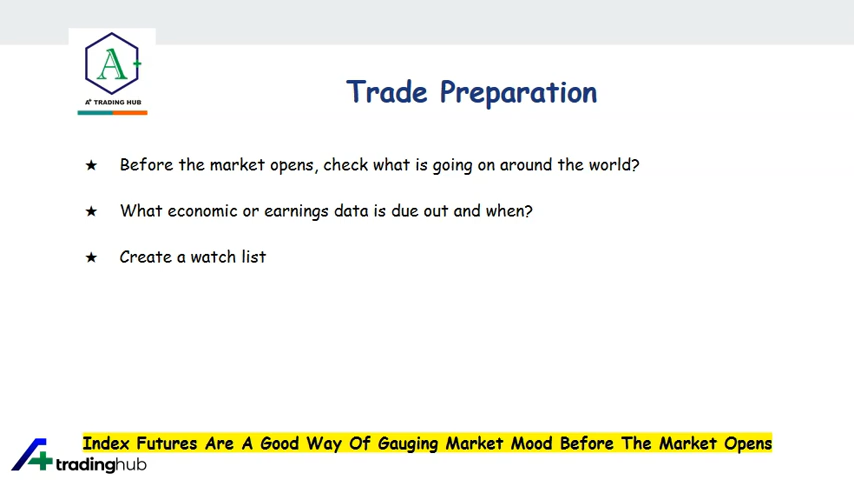 A+
A+ TRADING HUB
Trade Preparation
★ Before the market opens, check what is going on around the world?
★ What economic or earnings data is due out and when?
★ Create a watch list
Index Futures Are A Good Way Of Gauging Market Mood Before The Market Opens
A+ tradinghub